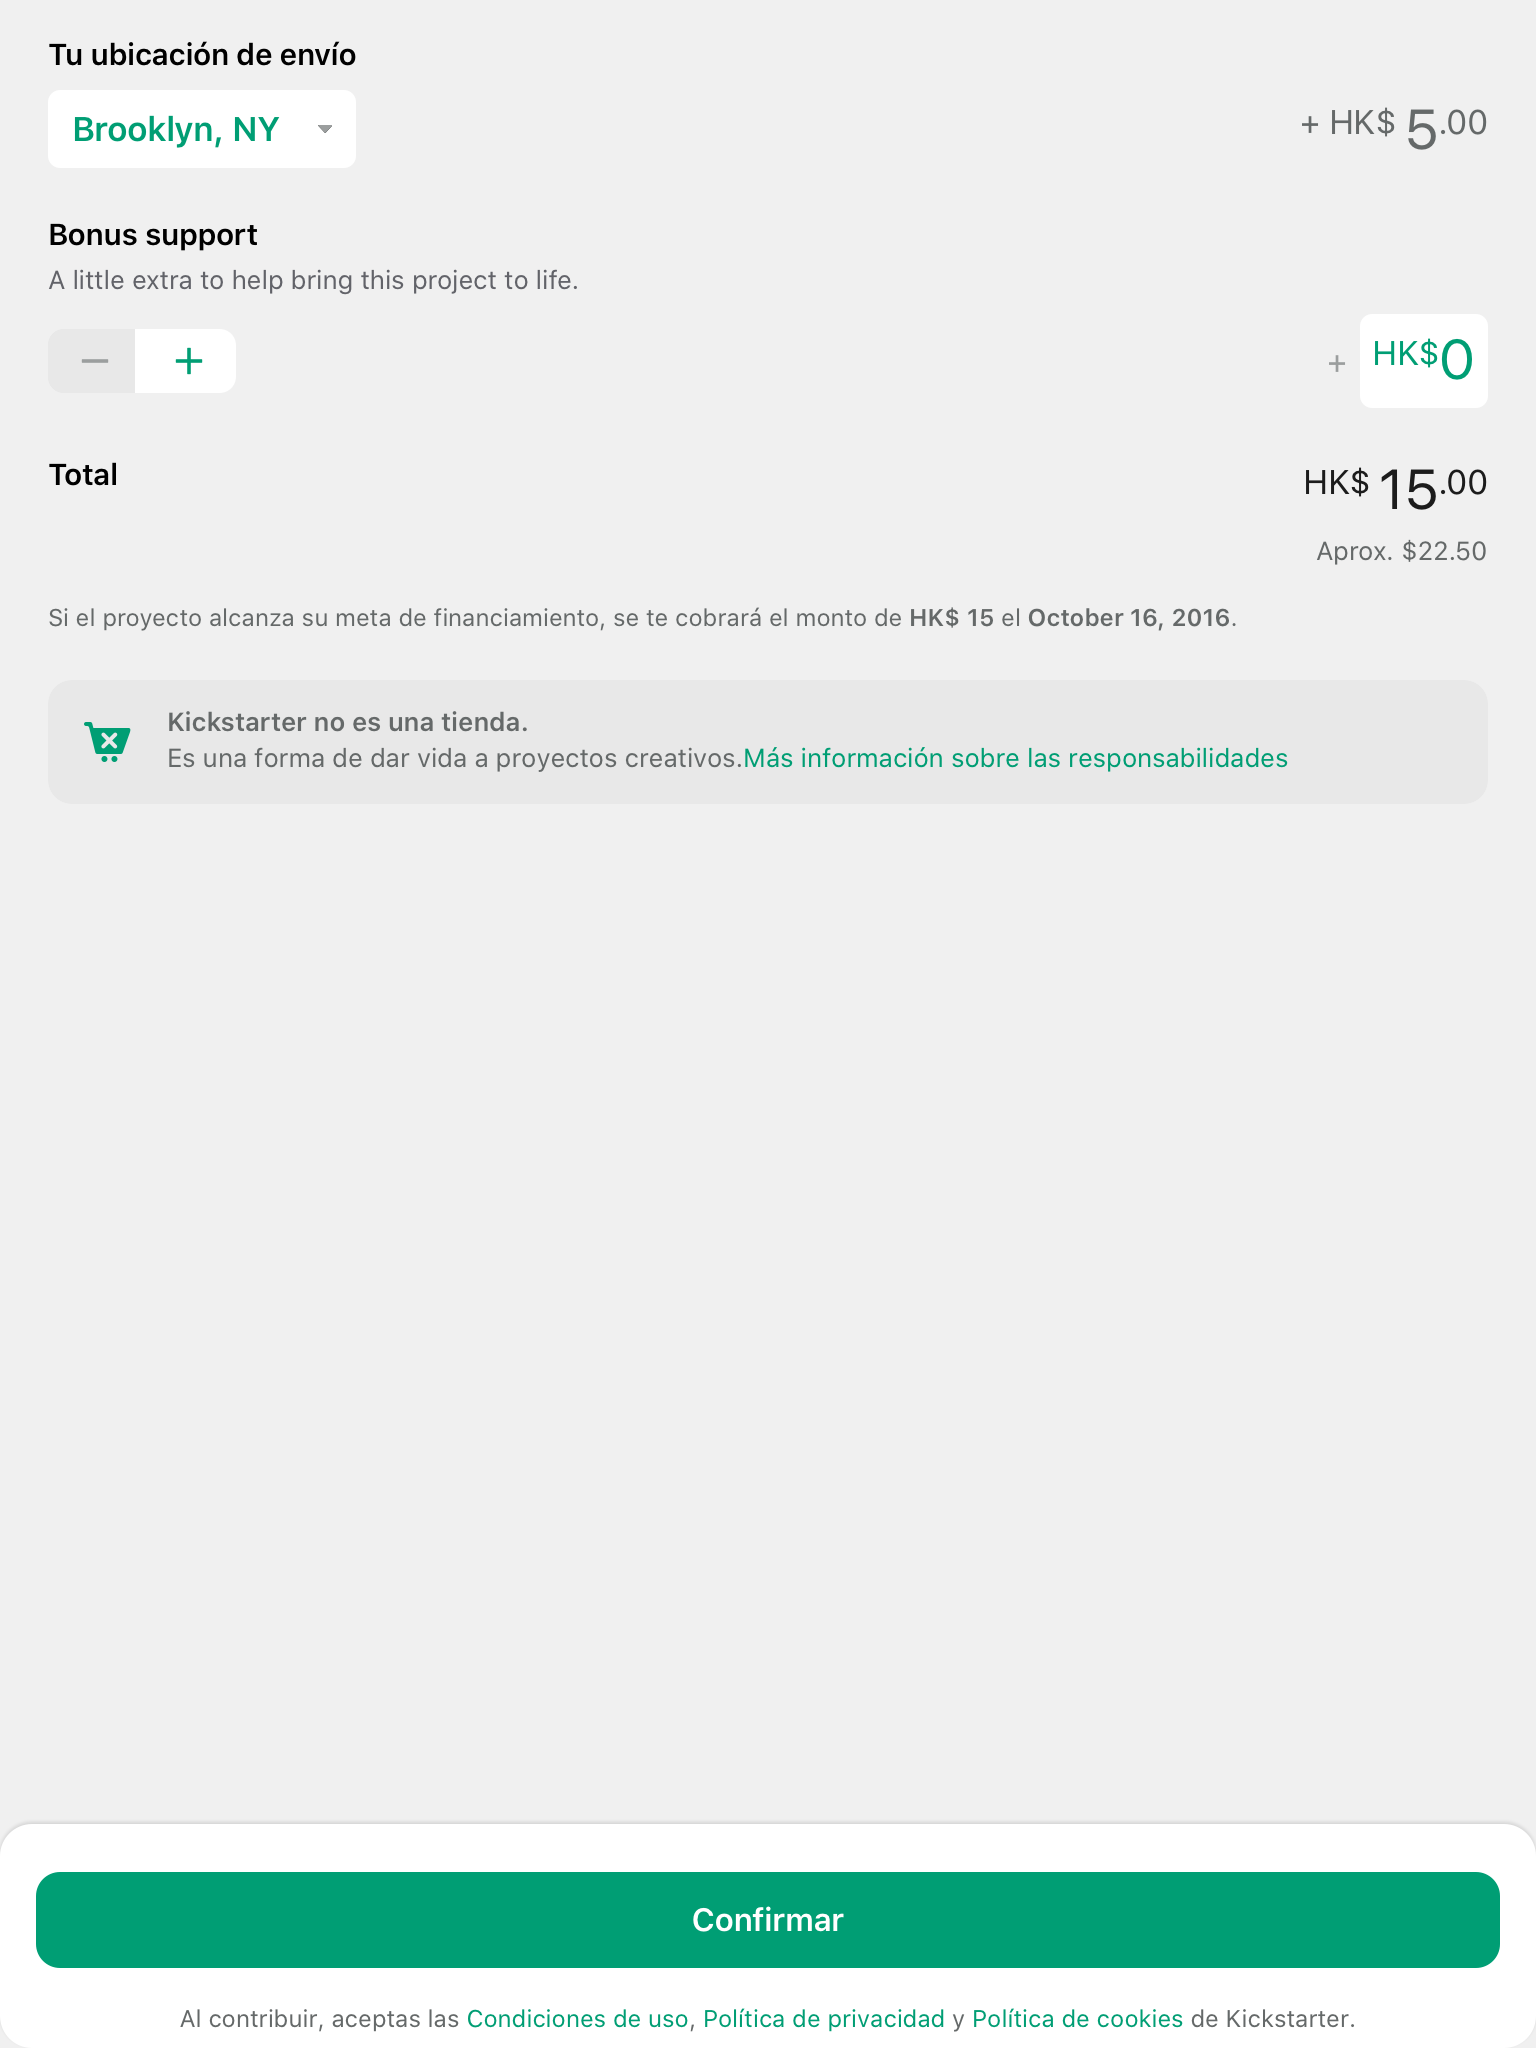 Tu ubicación de envío
Brooklyn, NY
+ HK$ 5.00
Bonus support
A little extra to help bring this project to life.
+ HK$0
Total
HK$ 15.00
Aprox. $22.50
Si el proyecto alcanza su meta de financiamiento, se te cobrará el monto de HK$ 15 el October 16, 2016.
Kickstarter no es una tienda.
Es una forma de dar vida a proyectos creativos.Más información sobre las responsabilidades
Confirmar
Al contribuir, aceptas las Condiciones de uso, Política de privacidad y Política de cookies de Kickstarter.